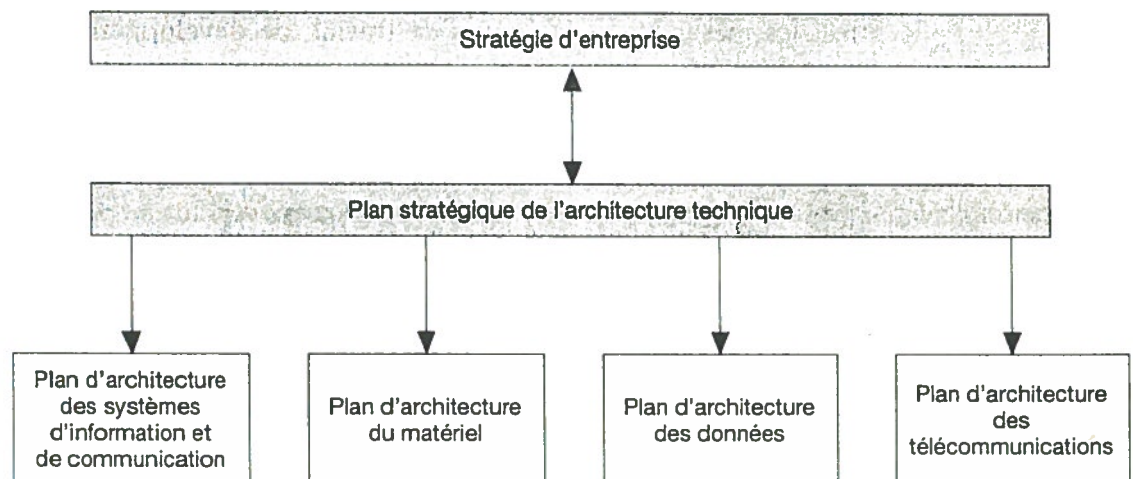 Stratégie d'entreprise
Plan stratégique de l'architecture technique
Plan d'architecture
des systèmes
d'information et
de communication
Plan d'architecture
du matériel
Plan d'architecture
des données
Plan d'architecture
des
télécommunications